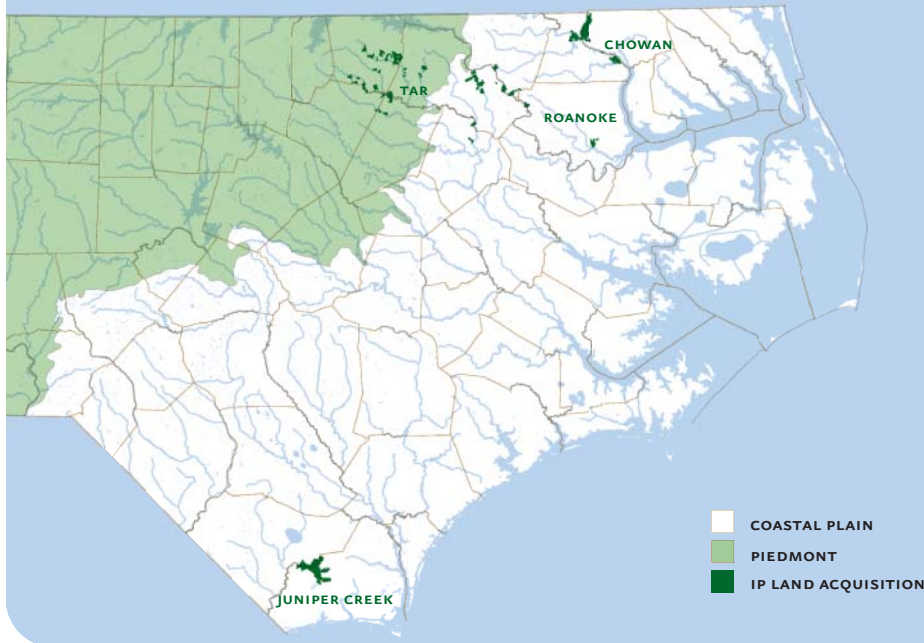 CHOWAN
TAR
ROANOKE
COASTAL PLAIN
PIEDMONT
IP LAND ACQUISITION
JUNIPER CREEK